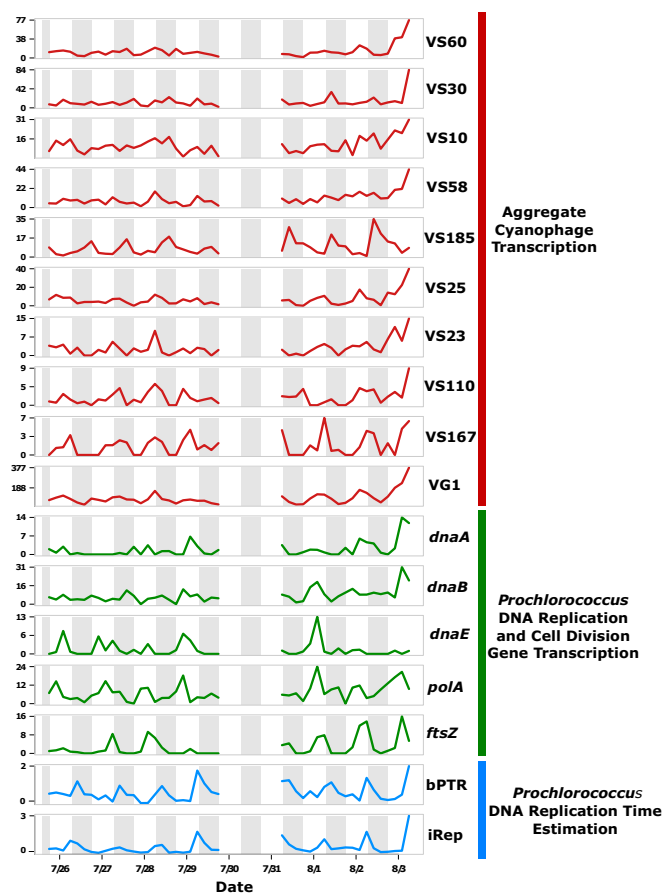 77
38
0
VS60
84
42
0
VS30
31
16
0
VS10
44
22
0
VS58
35
17
0
VS185
40
20
0
VS25
15
7
0
VS23
9
5
0
VS110
7
3
0
VS167
377
188
0
VG1
Aggregate
Cyanophage
Transcription
14
7
0
dnaA
31
16
0
dnaB
13
6
0
dnaE
24
12
0
polA
16
8
0
ftsZ
Prochlorococcus
DNA Replication
and Cell Division
Gene Transcription
2
1
0
bPTR
3
1
0
iRep
Prochlorococcus
DNA Replication Time
Estimation
7/26 7/27 7/28 7/29 7/30 7/31 8/1 8/2 8/3
Date